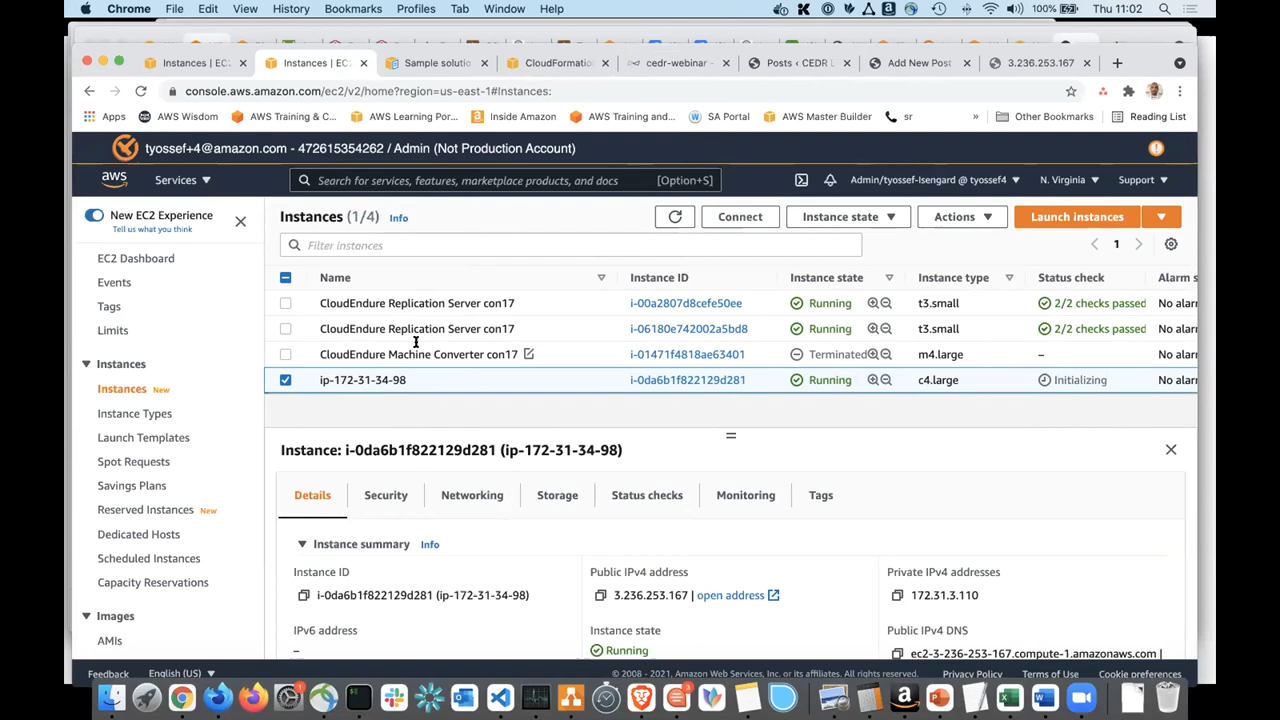 Chrome File Edit View History Bookmarks Profiles Tab Window Help 100% Thu 11:02
Instances | EC2 Instances | EC2 Sample solutio CloudFormation cedr-webinar - Posts ‹ CEDR L Add New Post 3.236.253.167
console.aws.amazon.com/ec2/v2/home?region=us-east-1#Instances:
Apps AWS Wisdom AWS Training & C... AWS Learning Por... Inside Amazon AWS Training and... SA Portal AWS Master Builder sr » Other Bookmarks Reading List
tyossef+4@amazon.com - 472615354262 / Admin (Not Production Account)
aws Services Search for services, features, marketplace products, and docs [Option+S] Admin/tyossef-Isengard @ tyossef4 N. Virginia Support
New EC2 Experience
Tell us what you think
EC2 Dashboard
Events
Tags
Limits
Instances
Instances New
Instance Types
Launch Templates
Spot Requests
Savings Plans
Reserved Instances New
Dedicated Hosts
Scheduled Instances
Capacity Reservations
Images
AMIs
Instances (1/4) Info Connect Instance state Actions Launch instances
Filter instances 1
Name Instance ID Instance state Instance type Status check Alarm s
CloudEndure Replication Server con17 i-00a2807d8cefe50ee Running t3.small 2/2 checks passed No alar
CloudEndure Replication Server con17 i-06180e742002a5bd8 Running t3.small 2/2 checks passed No alar
CloudEndure Machine Converter con17 i-01471f4818ae63401 Terminated m4.large – No alar
ip-172-31-34-98 i-0da6b1f822129d281 Running c4.large Initializing No alar
Instance: i-0da6b1f822129d281 (ip-172-31-34-98)
Details Security Networking Storage Status checks Monitoring Tags
Instance summary Info
Instance ID Public IPv4 address Private IPv4 addresses
i-0da6b1f822129d281 (ip-172-31-34-98) 3.236.253.167 | open address 172.31.3.110
IPv6 address Instance state Public IPv4 DNS
– Running ec2-3-236-253-167.compute-1.amazonaws.com |
Feedback English (US) © 2008 - 2021, Amazon Web Services, Inc. or its affiliates. All rights reserved. Privacy Policy Terms of Use Cookie preferences